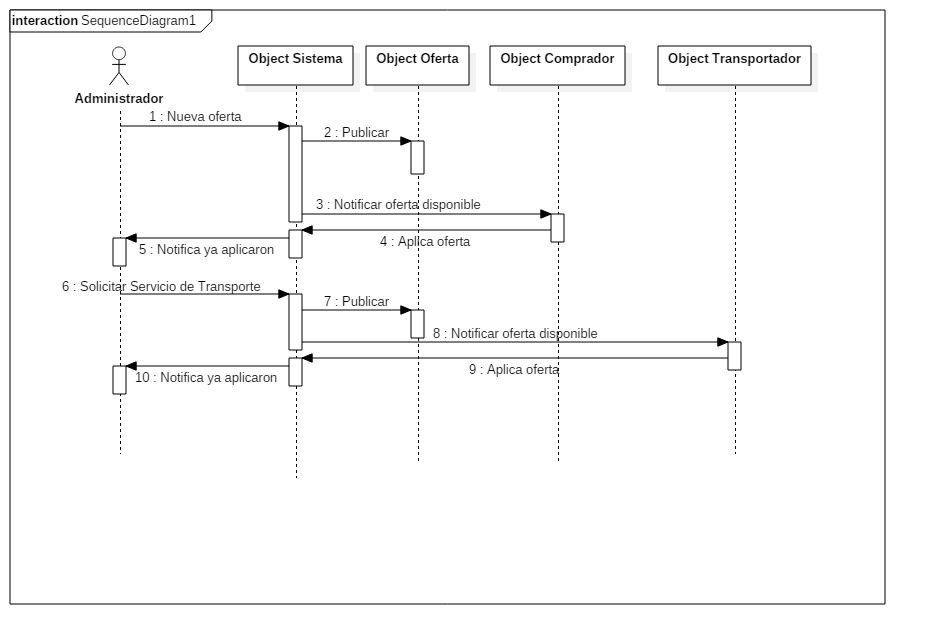 interaction SequenceDiagram1
Object Sistema
Object Oferta
Object Comprador
Object Transportador
Administrador
1 : Nueva oferta
2 : Publicar
3 : Notificar oferta disponible
4 : Aplica oferta
5 : Notifica ya aplicaron
6 : Solicitar Servicio de Transporte
7 : Publicar
8 : Notificar oferta disponible
9 : Aplica oferta
10 : Notifica ya aplicaron